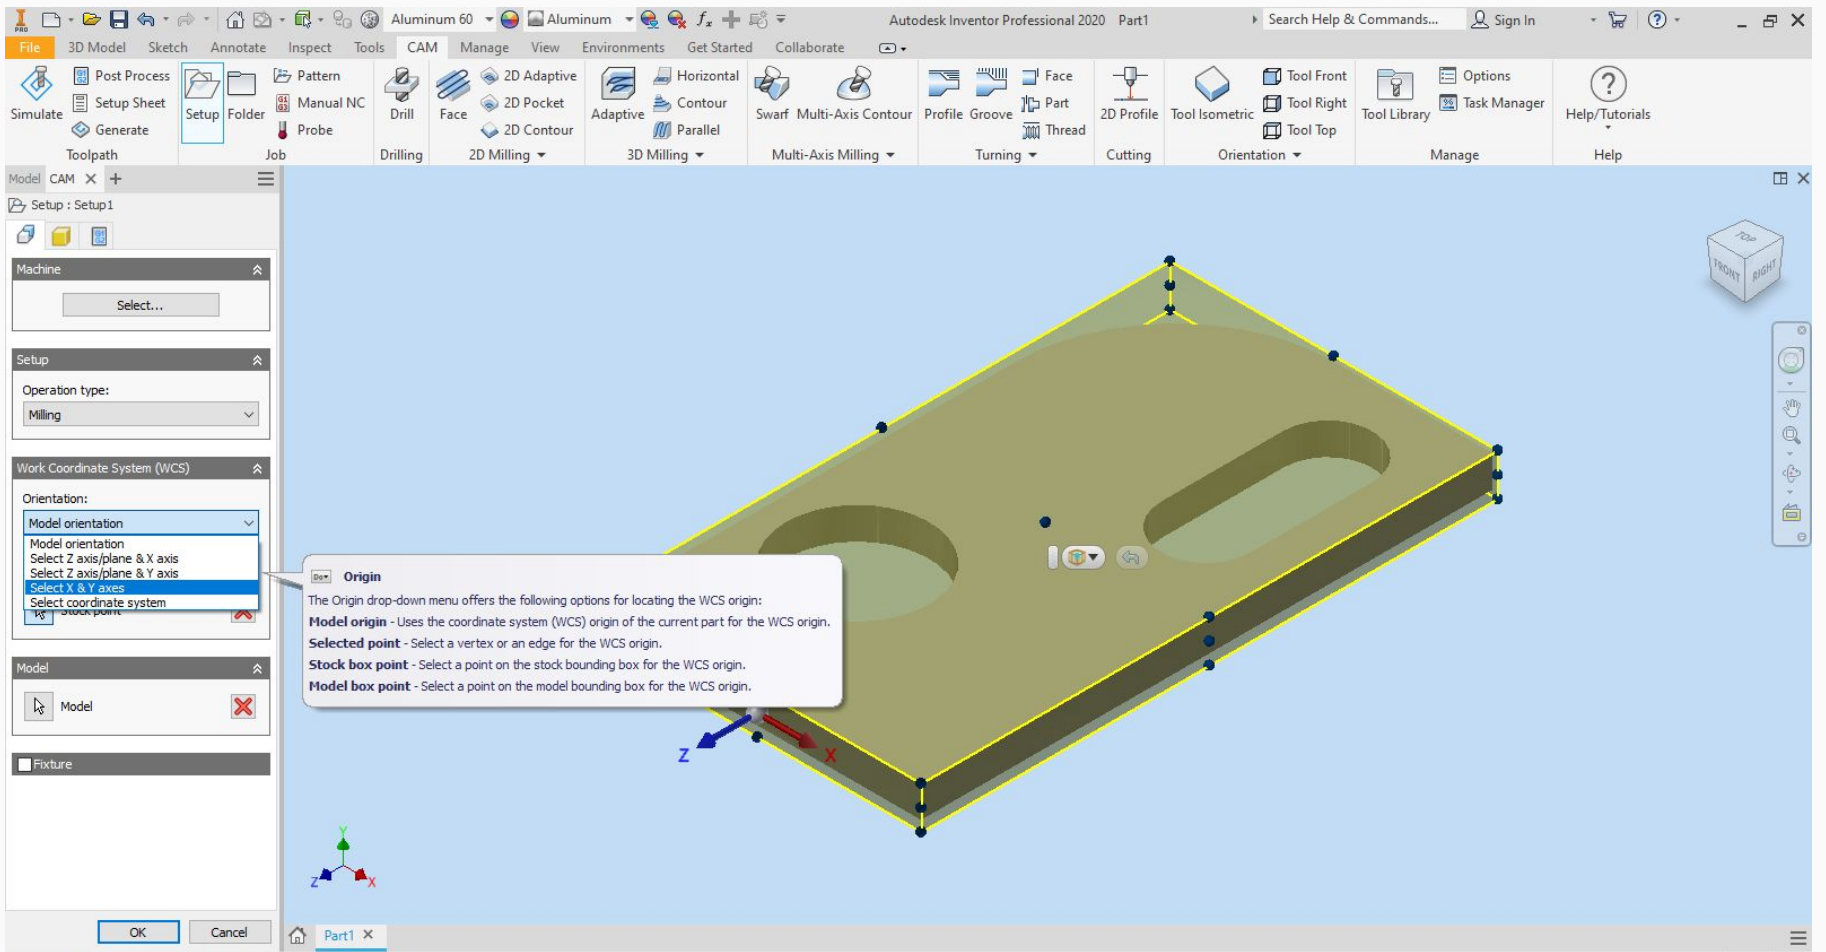 PRO
Aluminum 60
Aluminum
fx
Autodesk Inventor Professional 2020 Part1
Search Help & Commands...
Sign In
File 3D Model Sketch Annotate Inspect Tools CAM Manage View Environments Get Started Collaborate
Simulate
Post Process
Setup Sheet
Generate
Toolpath
Setup
Folder
Pattern
Manual NC
Probe
Job
Drill
Drilling
Face
2D Adaptive
2D Pocket
2D Contour
2D Milling
Adaptive
Horizontal
Contour
Parallel
3D Milling
Swarf
Multi-Axis Contour
Multi-Axis Milling
Profile
Groove
Face
Part
Thread
Turning
2D Profile
Cutting
Tool Isometric
Tool Front
Tool Right
Tool Top
Orientation
Tool Library
Options
Task Manager
Manage
Help/Tutorials
Help
Model CAM
Setup : Setup1
Machine
Select...
Setup
Operation type:
Milling
Work Coordinate System (WCS)
Orientation:
Model orientation
Model orientation
Select Z axis/plane & X axis
Select Z axis/plane & Y axis
Select X & Y axes
Select coordinate system
Stock point
Model
Model
Fixture
OK
Cancel
Origin
The Origin drop-down menu offers the following options for locating the WCS origin:
Model origin - Uses the coordinate system (WCS) origin of the current part for the WCS origin.
Selected point - Select a vertex or an edge for the WCS origin.
Stock box point - Select a point on the stock bounding box for the WCS origin.
Model box point - Select a point on the model bounding box for the WCS origin.
TOP
FRONT
RIGHT
Z
X
Y
Z
X
Part1